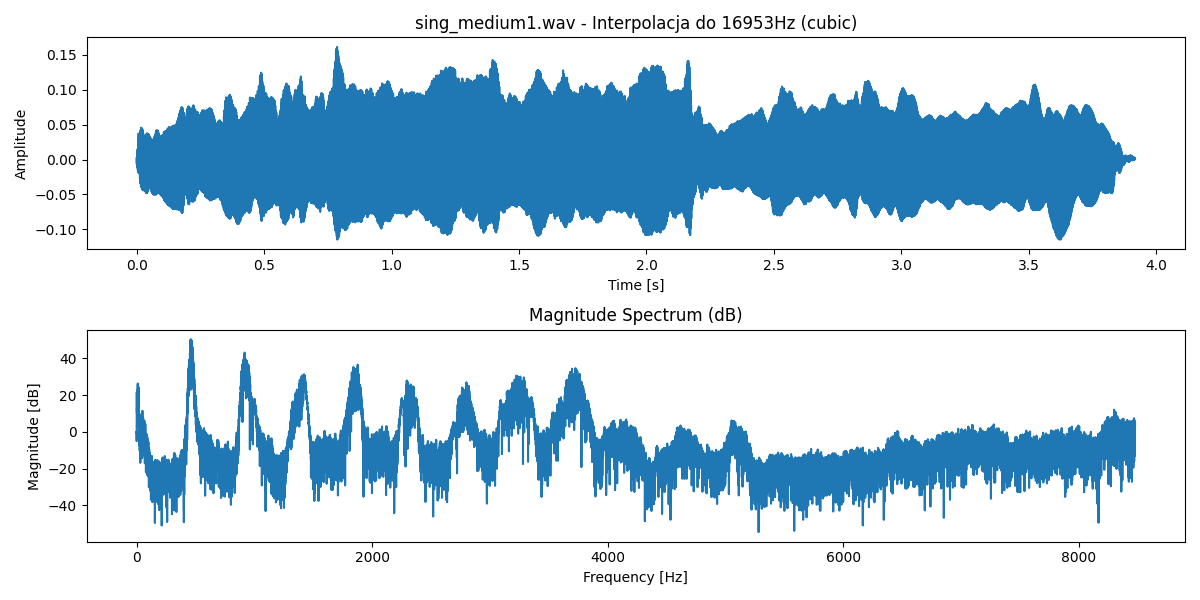 sing_medium1.wav - Interpolacja do 16953Hz (cubic)
Amplitude
0.15
0.10
0.05
0.00
−0.05
−0.10
0.0 0.5 1.0 1.5 2.0 2.5 3.0 3.5 4.0
Time [s]
Magnitude Spectrum (dB)
Magnitude [dB]
40
20
0
−20
−40
0 2000 4000 6000 8000
Frequency [Hz]